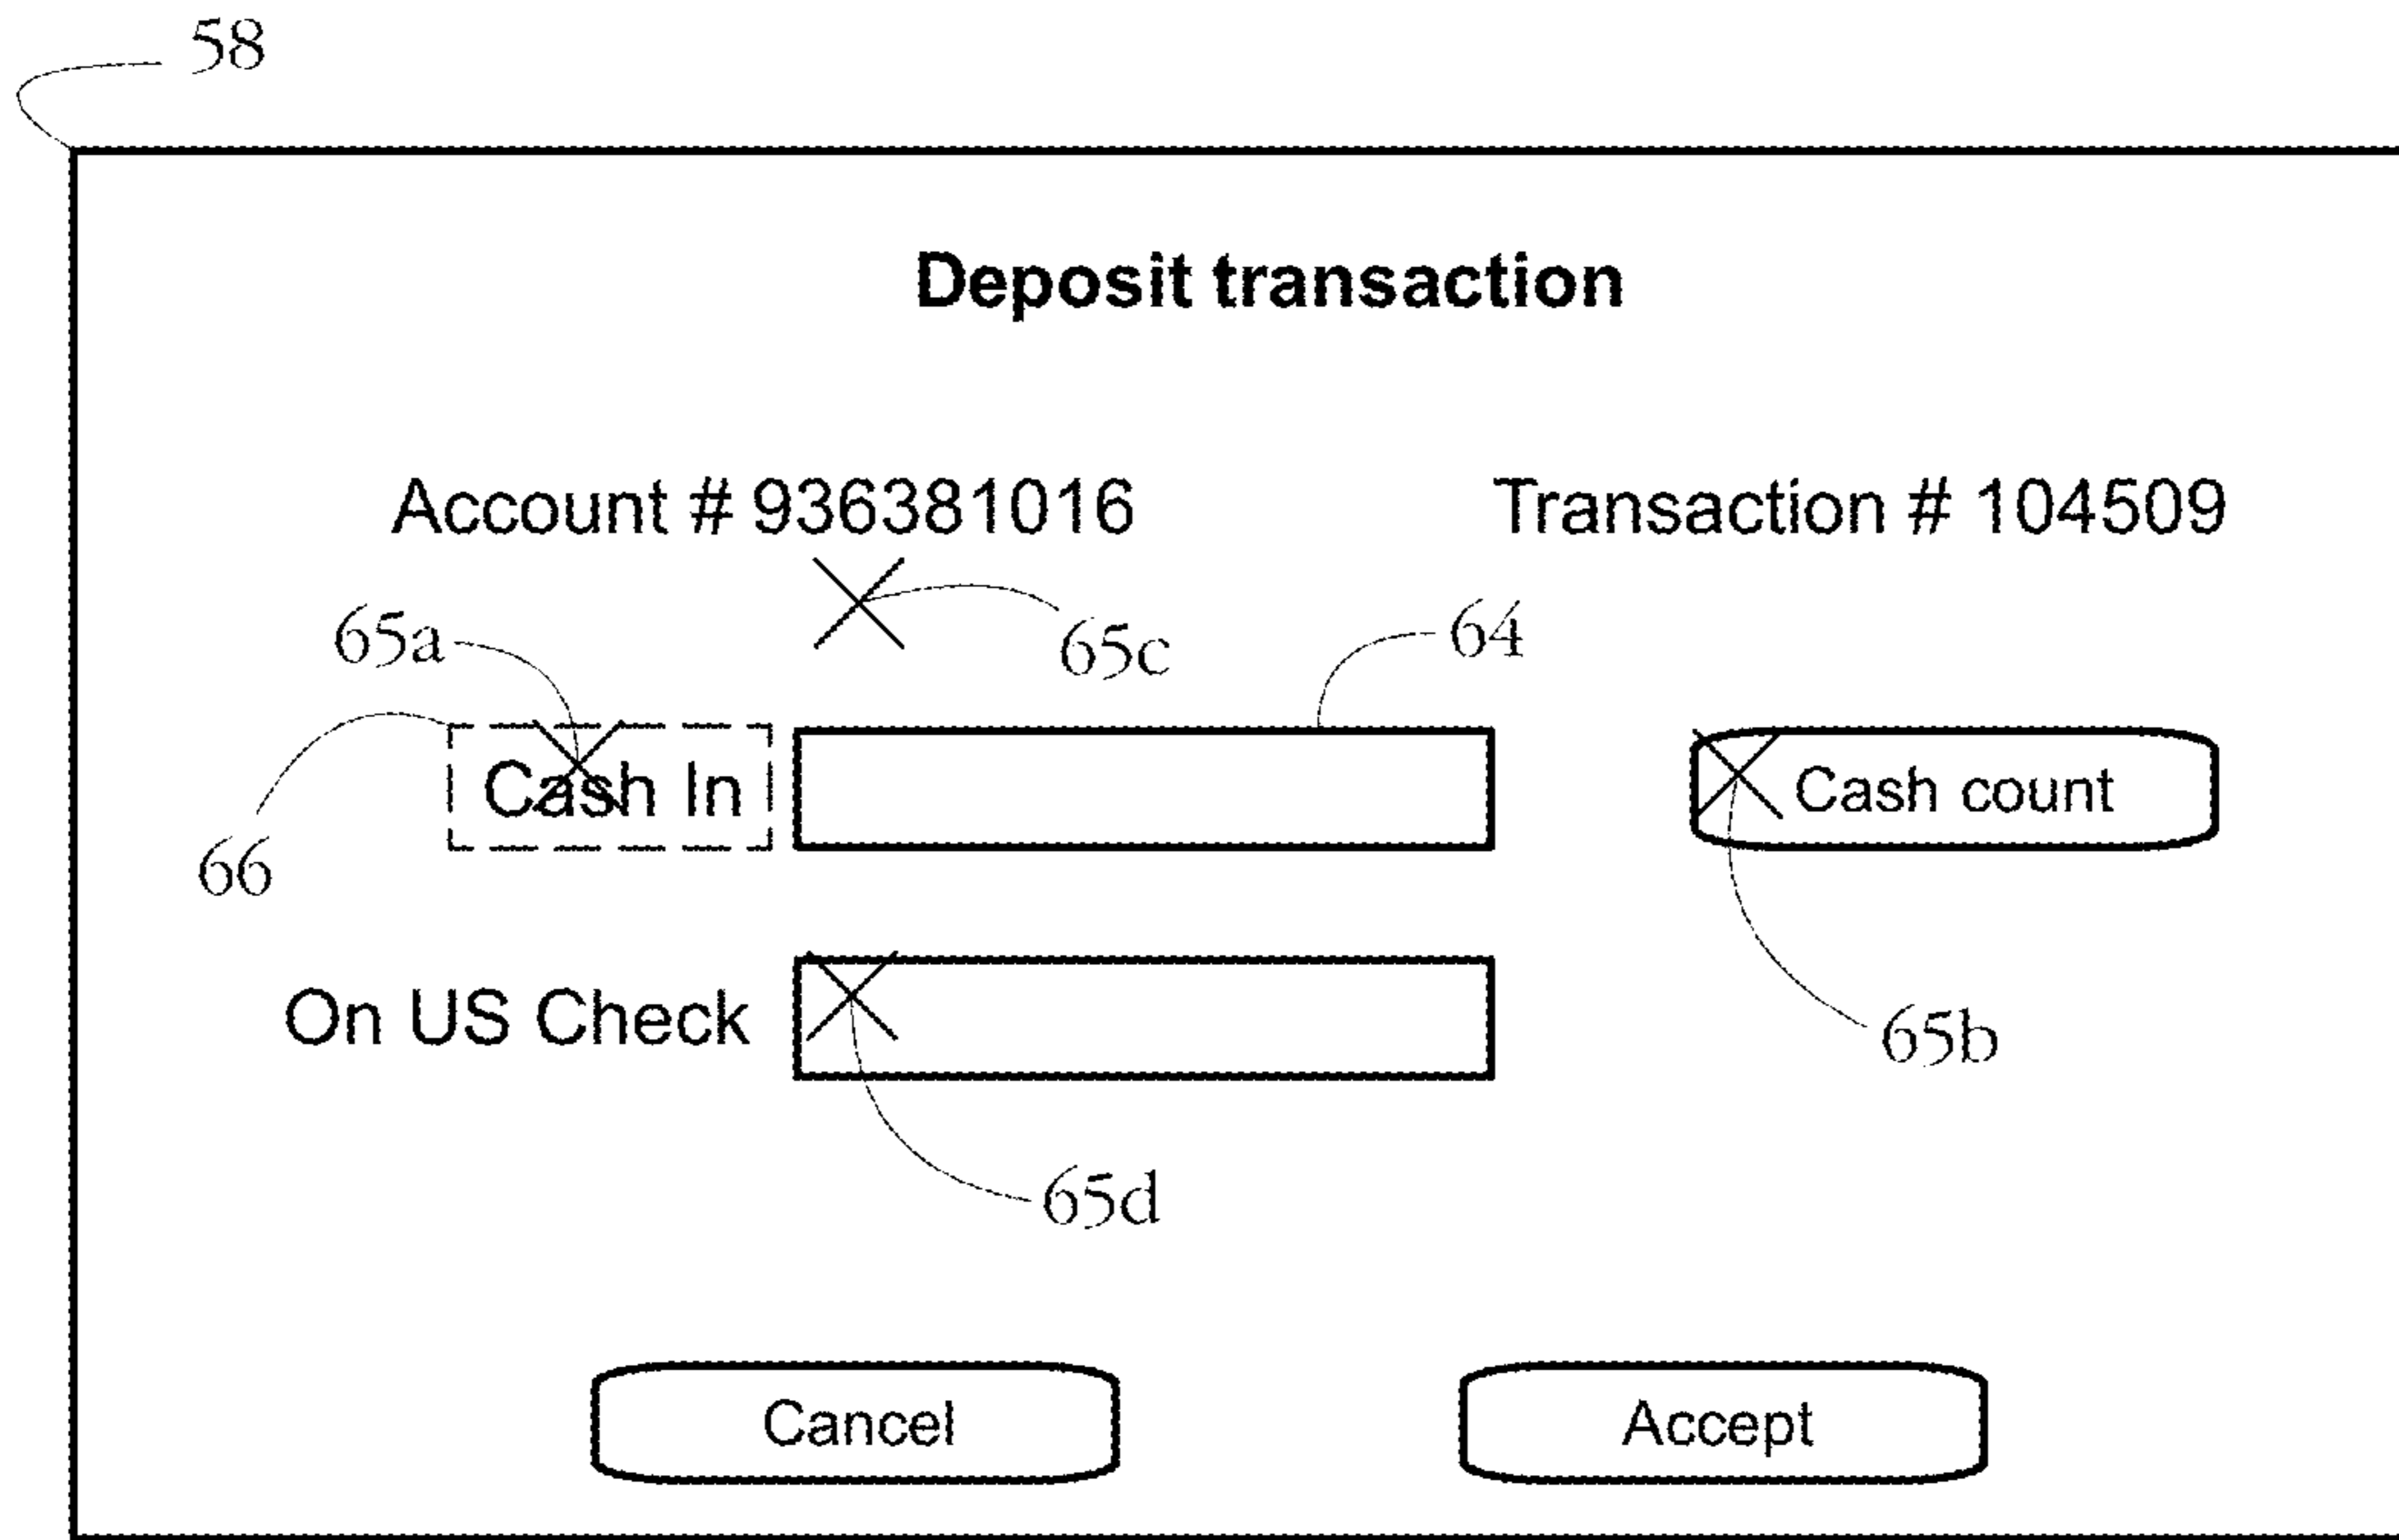 58
Deposit transaction
Account # 936381016 Transaction # 104509
65a 65c 64
Cash In Cash count
66
On US Check 65b
65d
Cancel Accept